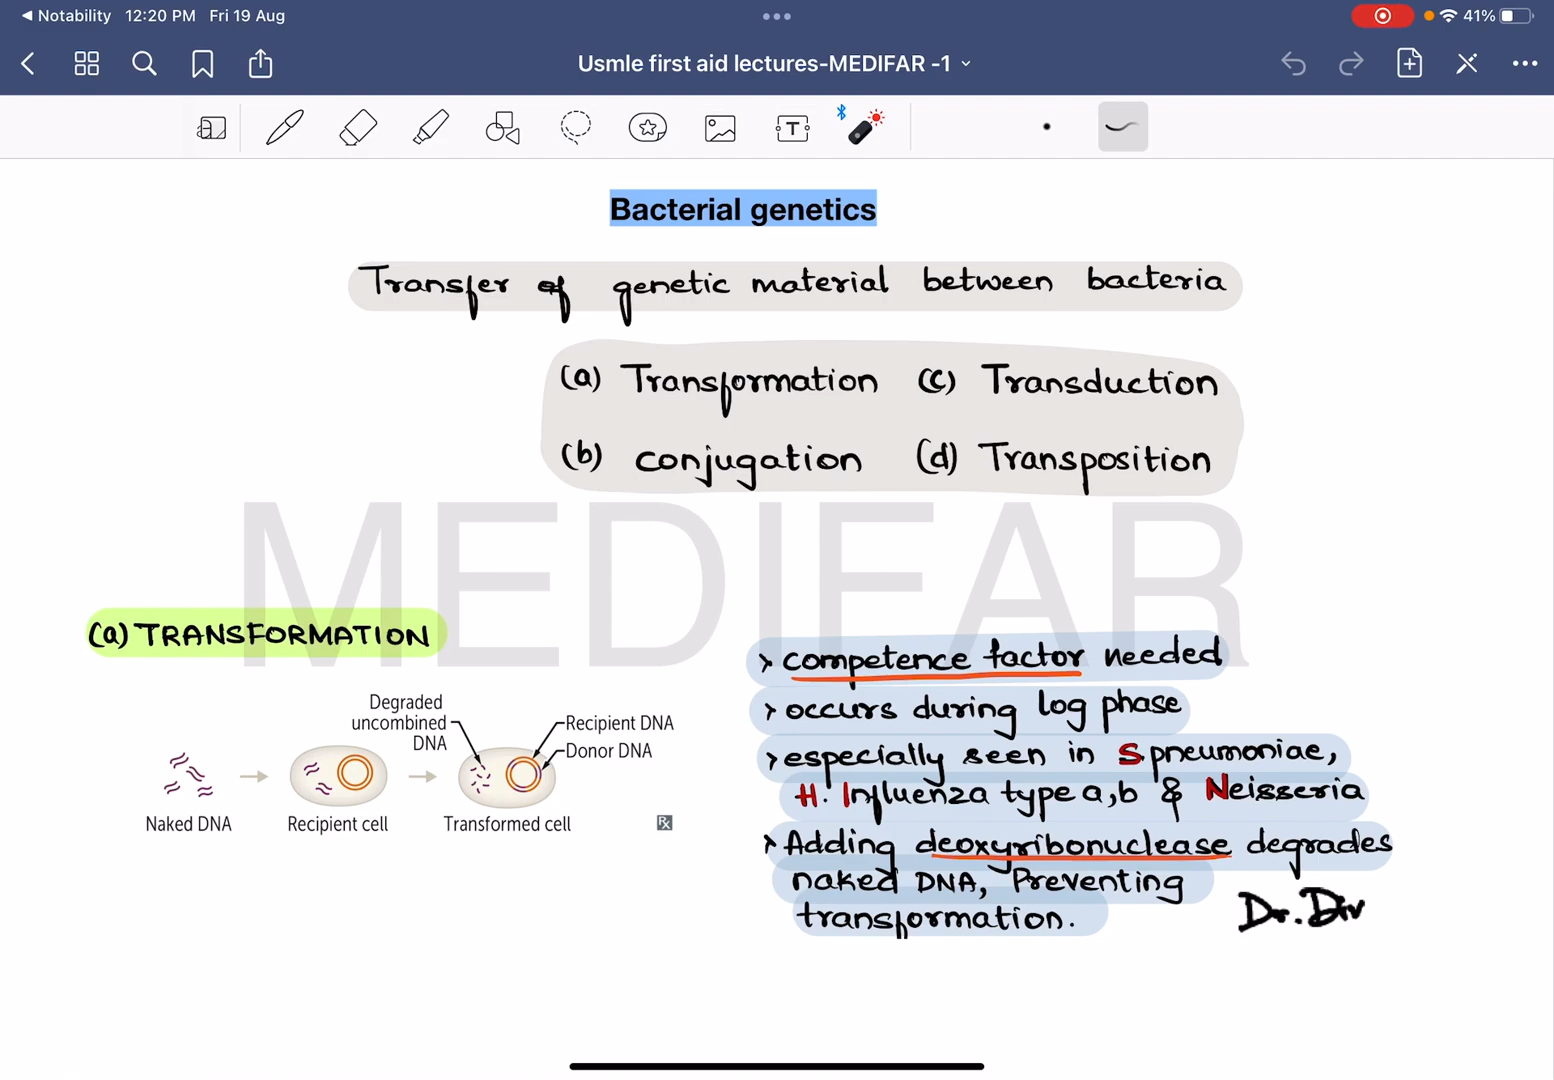 ◀ Notability 12:20 PM Fri 19 Aug
41%
Usmle first aid lectures-MEDIFAR -1
Bacterial genetics
Transfer of genetic material between bacteria
(a) Transformation (c) Transduction
(b) conjugation (d) Transposition
MEDIFAR
(a) TRANSFORMATION
Degraded
uncombined
DNA
Recipient DNA
Donor DNA
Naked DNA
Recipient cell
Transformed cell
Rx
> competence factor needed
> occurs during log phase
> especially seen in S.pneumoniae,
H. Influenza type a,b & Neisseria
> Adding deoxyribonuclease degrades
naked DNA, Preventing
transformation.
Dr.Div